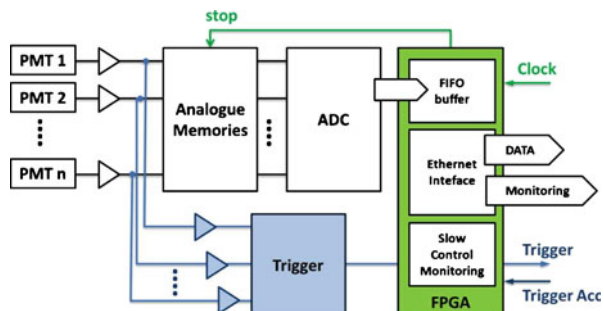 stop
PMT 1
PMT 2
PMT n
Analogue
Memories
ADC
FIFO
buffer
Clock
Ethernet
Inteface
DATA
Monitoring
Trigger
Slow
Control
Monitoring
Trigger
Trigger Acc
FPGA